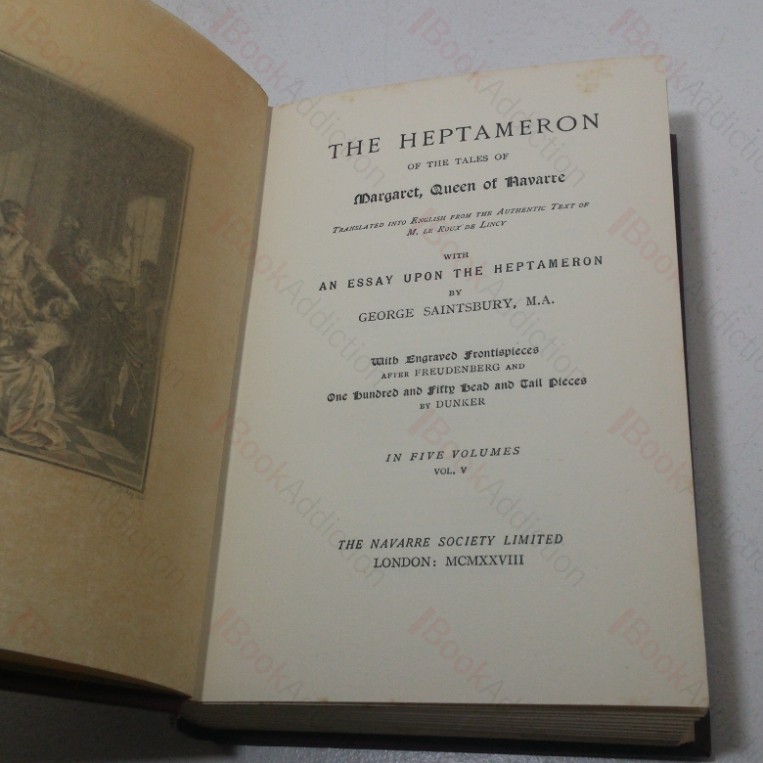 THE HEPTAMERON
OF THE TALES OF
Margaret, Queen of Navarre
TRANSLATED INTO ENGLISH FROM THE AUTHENTIC TEXT OF
M. LE ROUX DE LINCY
WITH
AN ESSAY UPON THE HEPTAMERON
BY
GEORGE SAINTSBURY, M.A.
With Engraved Frontispieces
AFTER FREUDENBERG AND
One Hundred and Fifty Head and Tail Pieces
BY DUNKER
IN FIVE VOLUMES
VOL. V
THE NAVARRE SOCIETY LIMITED
LONDON: MCMXXVIII
BookAddiction